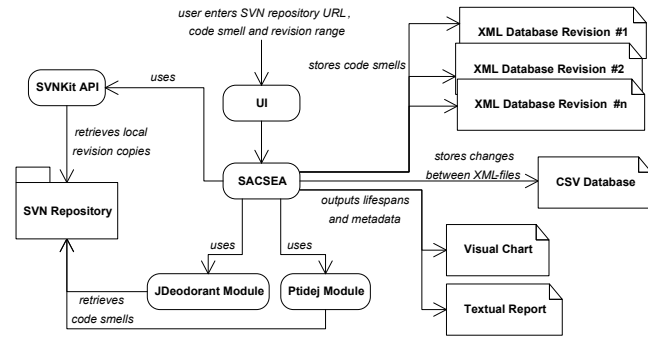 user enters SVN repository URL,
code smell and revision range
XML Database Revision #1
XML Database Revision #2
XML Database Revision #n
stores code smells
SVNKit API
uses
UI
retrieves local
revision copies
SACSEA
stores changes
between XML-files
CSV Database
SVN Repository
outputs lifespans
and metadata
uses
uses
Visual Chart
JDeodorant Module
Ptidej Module
retrieves
code smells
Textual Report